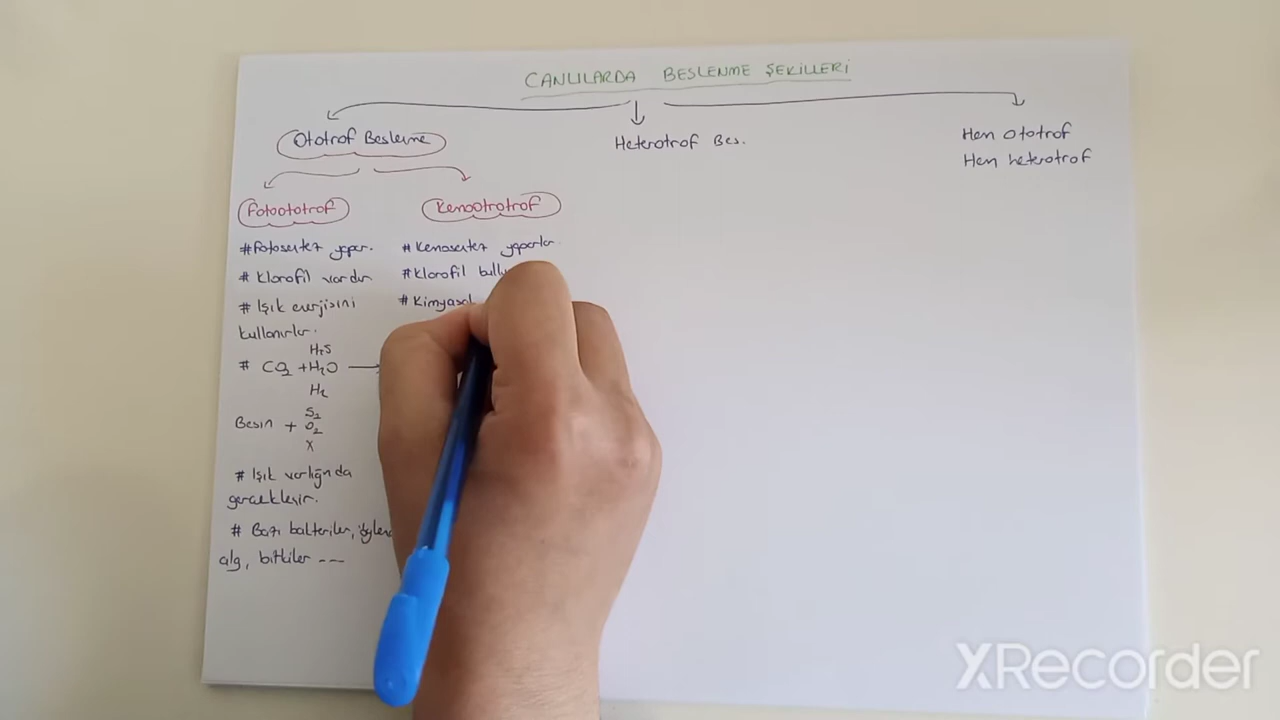 CANLILARDA BESLENME ŞEKİLLERİ
Ototrof Beslenme
Heterotrof Bes.
Hem ototrof
Hem heterotrof
Fotoototrof
Kemoototrof
#Fotosentez yapar.
# Klorofil vardır
# Işık enerjisini
kullanırlar.
# CO2 + H2S H2O H2 →
Besin + S2 O2 X
# Işık varlığında
gerçekleşir.
# Bazı bakteriler,
alg, bitkiler ---
# Kemosentez yaparlar.
#Klorofil
# Kimyasal
XRecorder